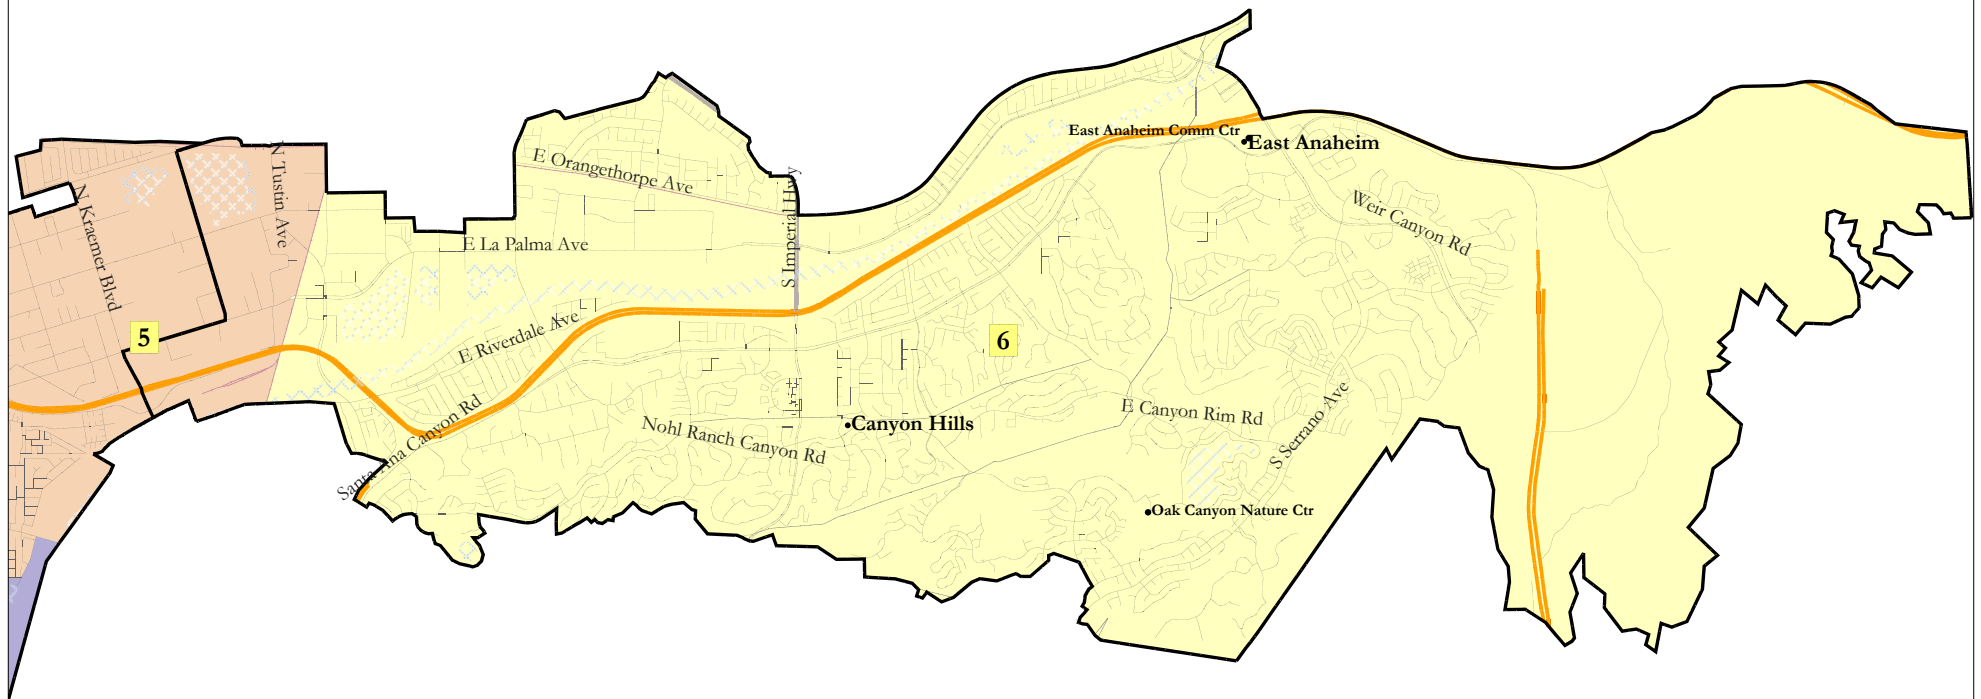 East Anaheim Comm Ctr
East Anaheim
E Orangethorpe Ave
N Tustin Ave
N Kraemer Blvd
S Imperial Hwy
Weir Canyon Rd
E La Palma Ave
5
E Riverdale Ave
6
Santa Ana Canyon Rd
Nohl Ranch Canyon Rd
Canyon Hills
E Canyon Rim Rd
S Serrano Ave
Oak Canyon Nature Ctr